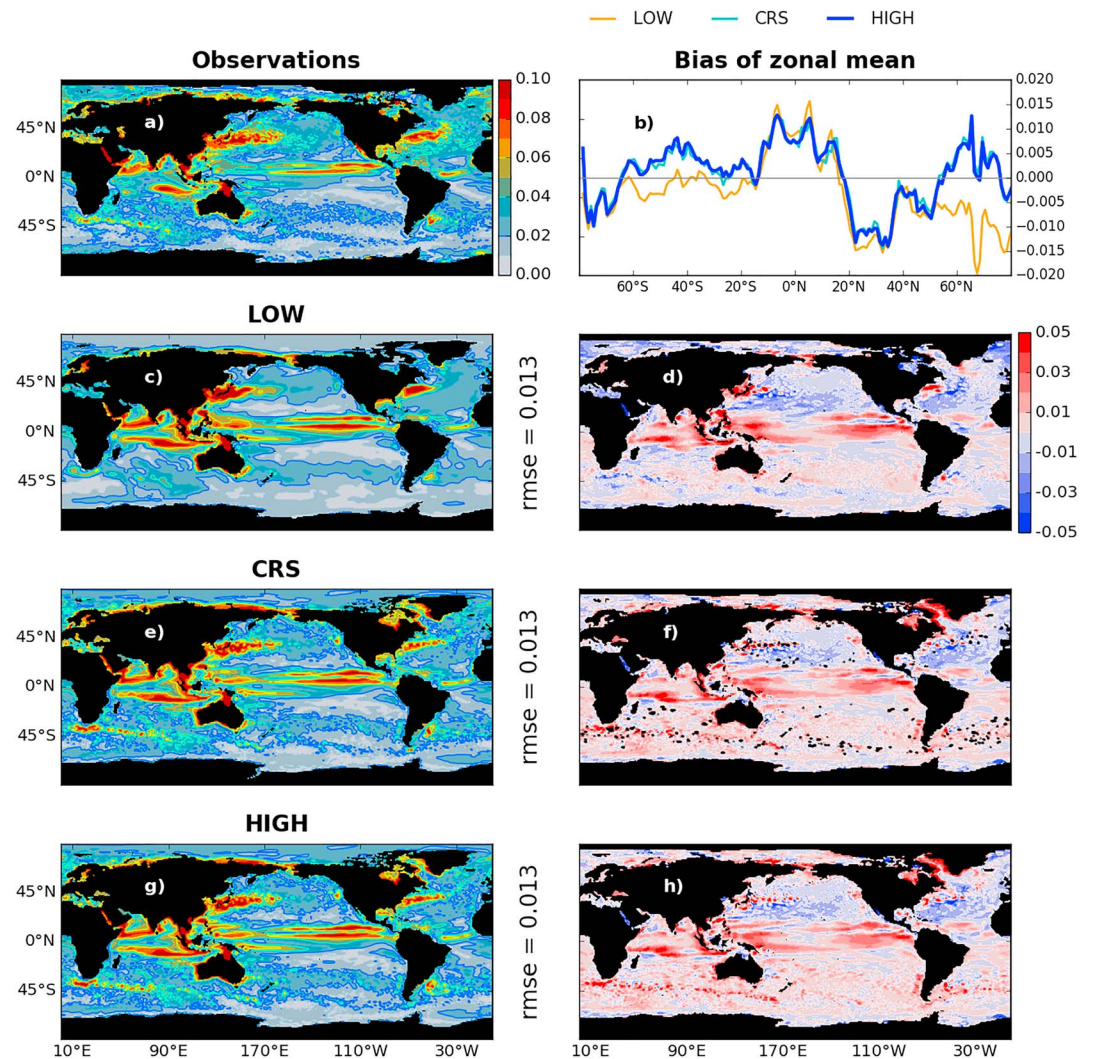 LOW CRS HIGH
Observations
Bias of zonal mean
a)
45°N
0°N
45°S
0.10
0.08
0.06
0.04
0.02
0.00
b)
0.020
0.015
0.010
0.005
0.000
−0.005
−0.010
−0.015
−0.020
60°S 40°S 20°S 0°N 20°N 40°N 60°N
LOW
c)
45°N
0°N
45°S
rmse = 0.013
d)
0.05
0.03
0.01
-0.01
-0.03
-0.05
CRS
e)
45°N
0°N
45°S
rmse = 0.013
f)
HIGH
g)
45°N
0°N
45°S
10°E 90°E 170°E 110°W 30°W
rmse = 0.013
h)
10°E 90°E 170°E 110°W 30°W